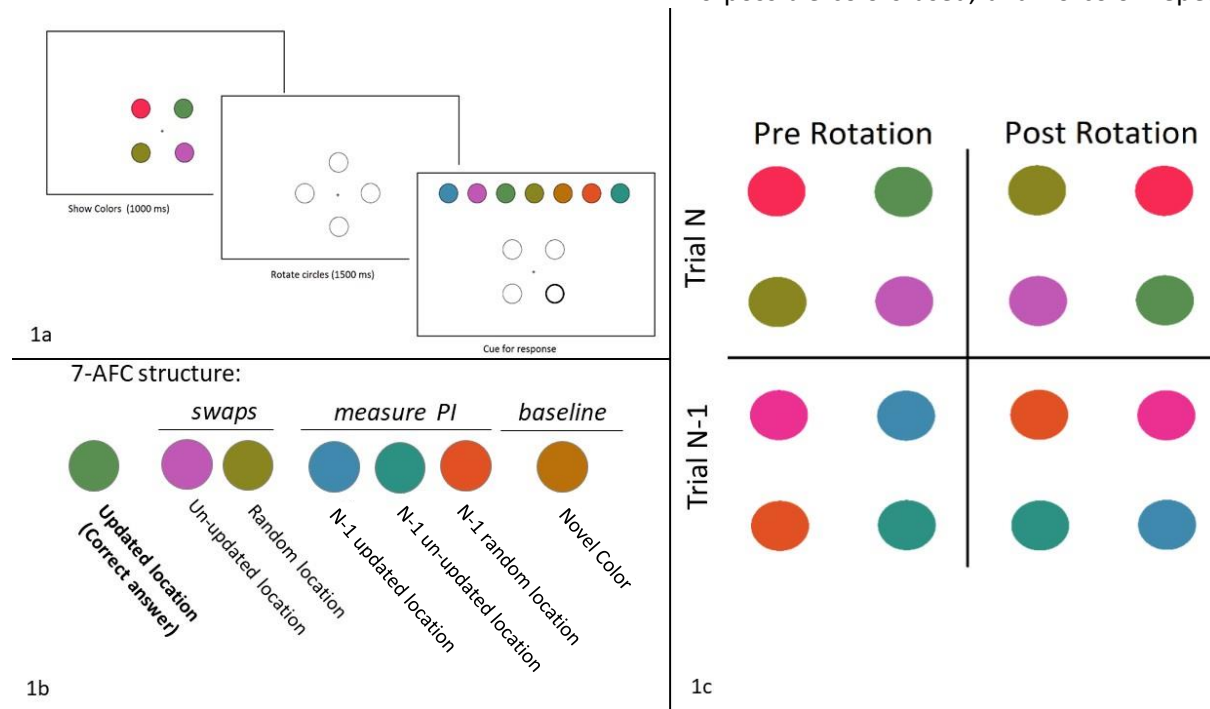 Show Colors (1000 ms)
Rotate circles (1500 ms)
Cue for response
1a
7-AFC structure:
swaps
measure PI
baseline
Updated location
(Correct answer)
Un-updated location
Random location
N-1 updated location
N-1 un-updated location
N-1 random location
Novel Color
1b
Pre Rotation
Post Rotation
Trial N
Trial N-1
1c